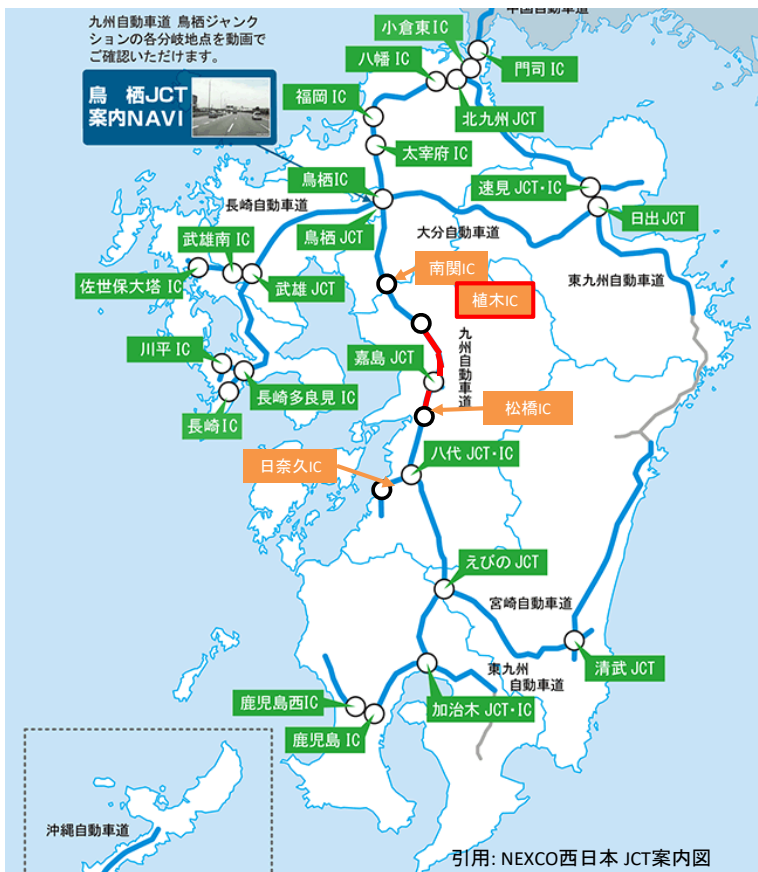 九州自動車道 鳥栖ジャンク
ションの各分岐地点を動画で
ご確認いただけます。
鳥 栖JCT
案内NAVI
中国自動車道
小倉東IC
八幡 IC
門司 IC
福岡 IC
北九州 JCT
太宰府 IC
鳥栖IC
速見 JCT・IC
長崎自動車道
鳥栖 JCT
日出 JCT
大分自動車道
武雄南 IC
南関IC
東九州自動車道
佐世保大塔 IC
武雄 JCT
植木IC
九州自動車道
川平 IC
嘉島 JCT
長崎多良見 IC
松橋IC
長崎 IC
八代 JCT・IC
日奈久IC
えびの JCT
宮崎自動車道
清武 JCT
東九州
自動車道
鹿児島西IC
加治木 JCT・IC
鹿児島 IC
沖縄自動車道
引用: NEXCO西日本 JCT案内図